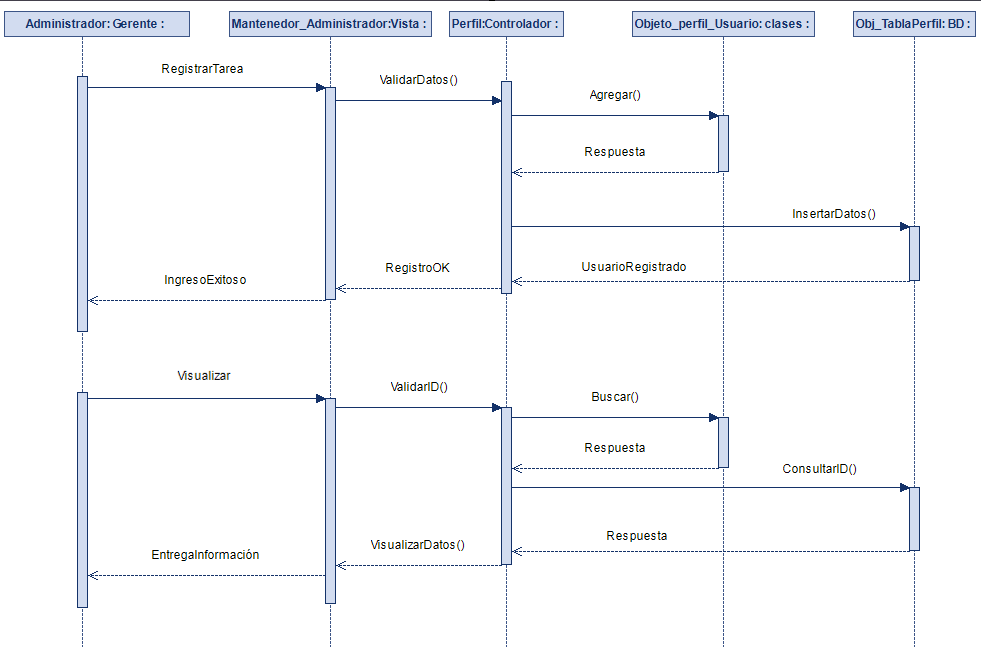 Administrador: Gerente :
Mantenedor_Administrador:Vista :
Perfil:Controlador :
Objeto_perfil_Usuario: clases :
Obj_TablaPerfil: BD :
RegistrarTarea
ValidarDatos()
Agregar()
Respuesta
InsertarDatos()
UsuarioRegistrado
RegistroOK
IngresoExitoso
Visualizar
ValidarID()
Buscar()
Respuesta
ConsultarID()
Respuesta
VisualizarDatos()
EntregaInformación